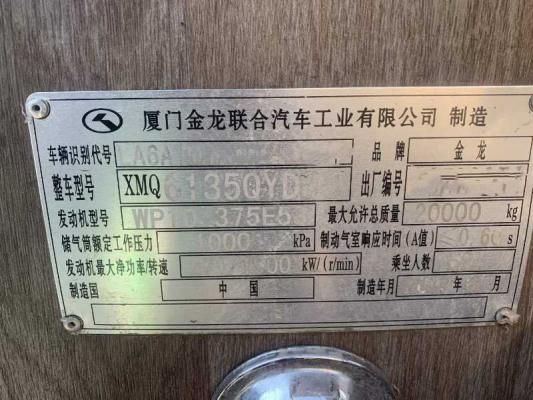 厦门金龙联合汽车工业有限公司 制造
车辆识别代号 LA6A 品牌 金龙
整车型号 XMQ6135QYD 出厂编号
发动机型号 WP10.375E53 最大允许总质量 20000 kg
储气筒额定工作压力 1000 kPa 制动气室响应时间(A值) 0.60 s
发动机最大净功率/转速 kW/(r/min) 乘坐人数
制造国 中国 制造年月 年 月